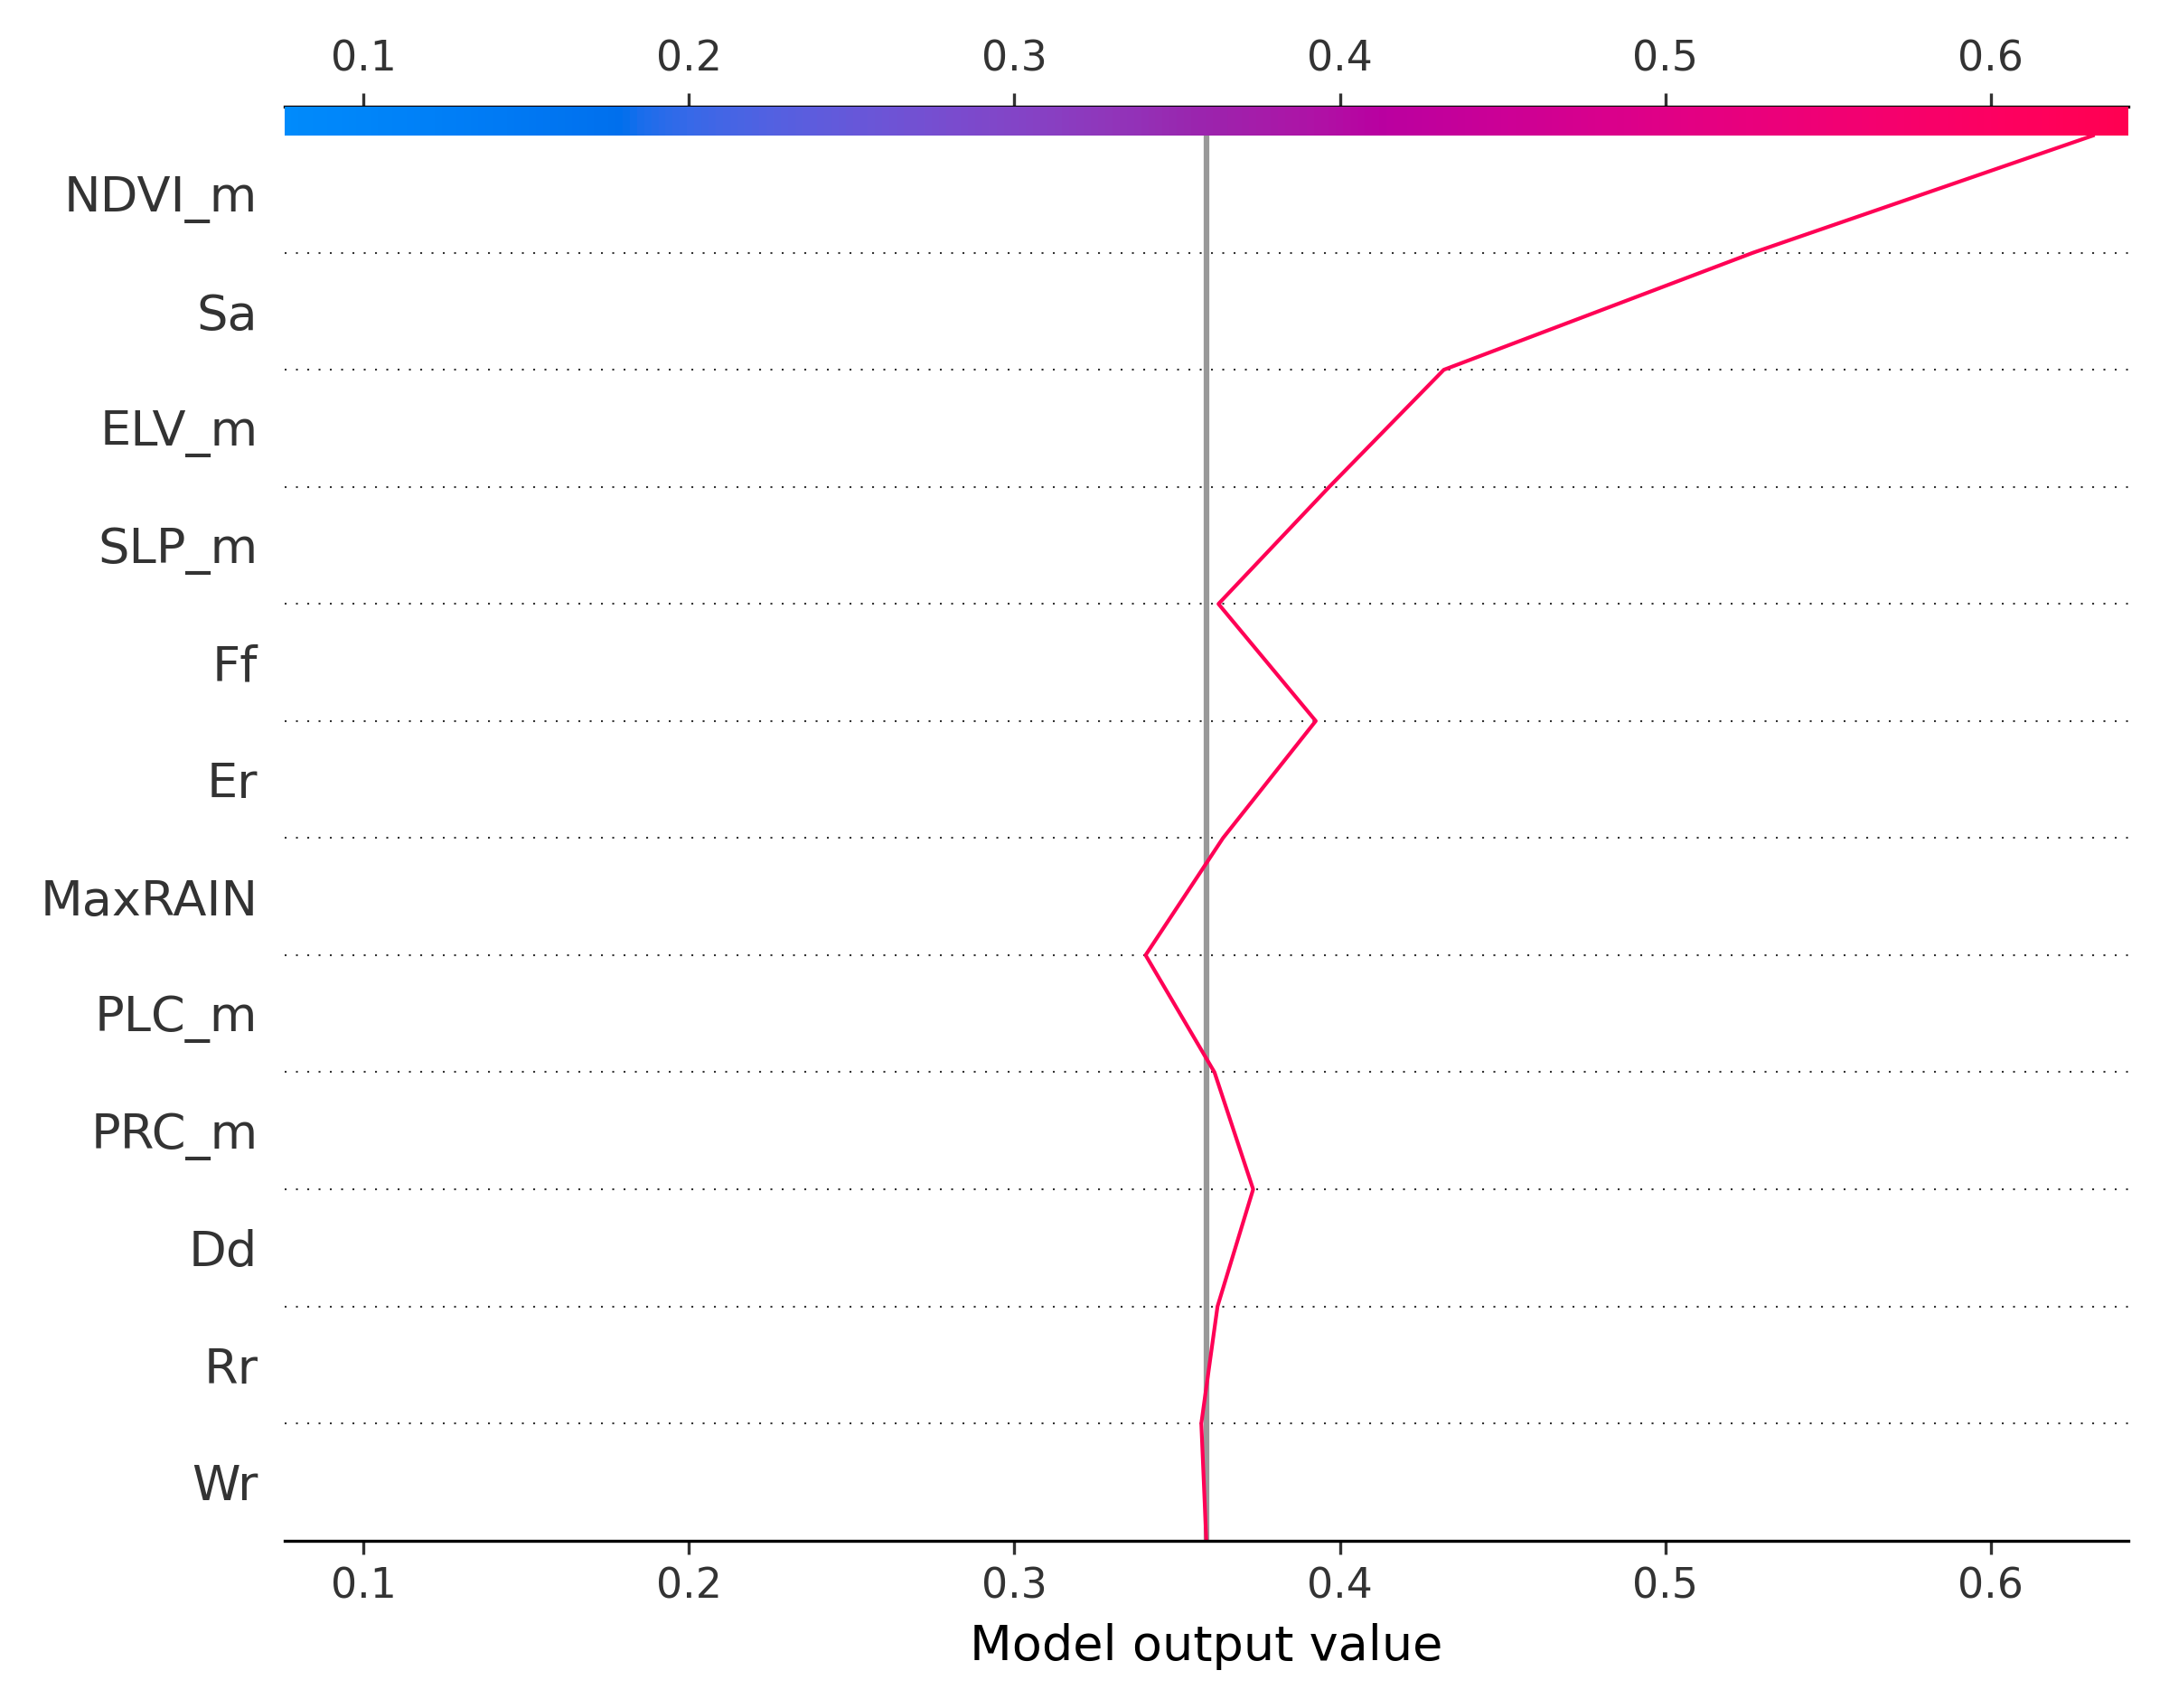 0.1 0.2 0.3 0.4 0.5 0.6
NDVI_m
Sa
ELV_m
SLP_m
Ff
Er
MaxRAIN
PLC_m
PRC_m
Dd
Rr
Wr
0.1 0.2 0.3 0.4 0.5 0.6
Model output value